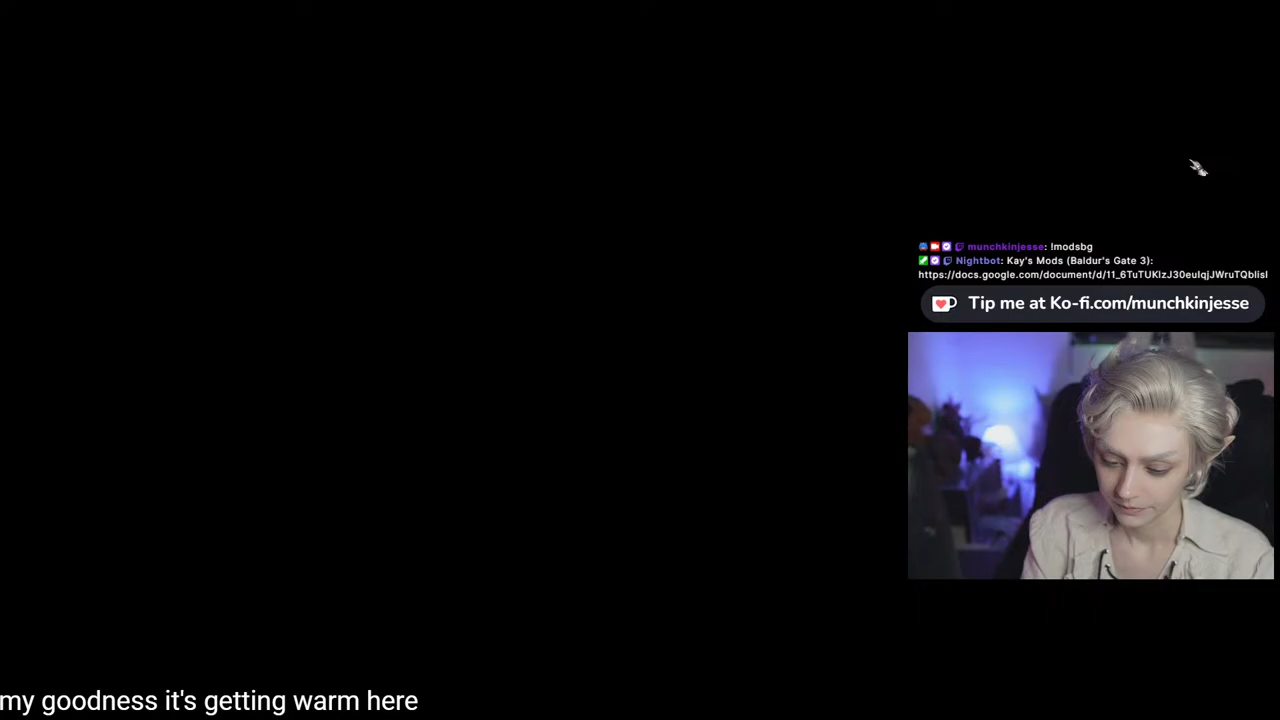 munchkinjesse: !modsbg
Nightbot: Kay's Mods (Baldur's Gate 3):
Tip me at Ko-fi.com/munchkinjesse
my goodness it's getting warm here